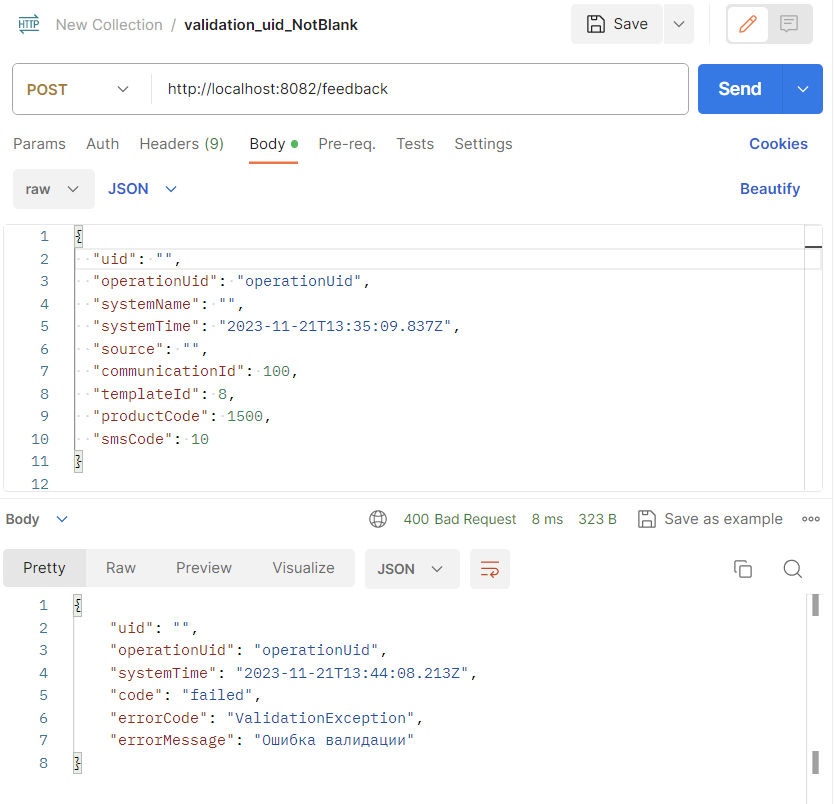 HTTP New Collection / validation_uid_NotBlank Save
POST http://localhost:8082/feedback Send
Params Auth Headers (9) Body Pre-req. Tests Settings Cookies
raw JSON Beautify
1 {
2 "uid": "",
3 "operationUid": "operationUid",
4 "systemName": "",
5 "systemTime": "2023-11-21T13:35:09.837Z",
6 "source": "",
7 "communicationId": 100,
8 "templateId": 8,
9 "productCode": 1500,
10 "smsCode": 10
11 }
12
Body 400 Bad Request 8 ms 323 B Save as example
Pretty Raw Preview Visualize JSON
1 {
2 "uid": "",
3 "operationUid": "operationUid",
4 "systemTime": "2023-11-21T13:44:08.213Z",
5 "code": "failed",
6 "errorCode": "ValidationException",
7 "errorMessage": "Ошибка валидации"
8 }